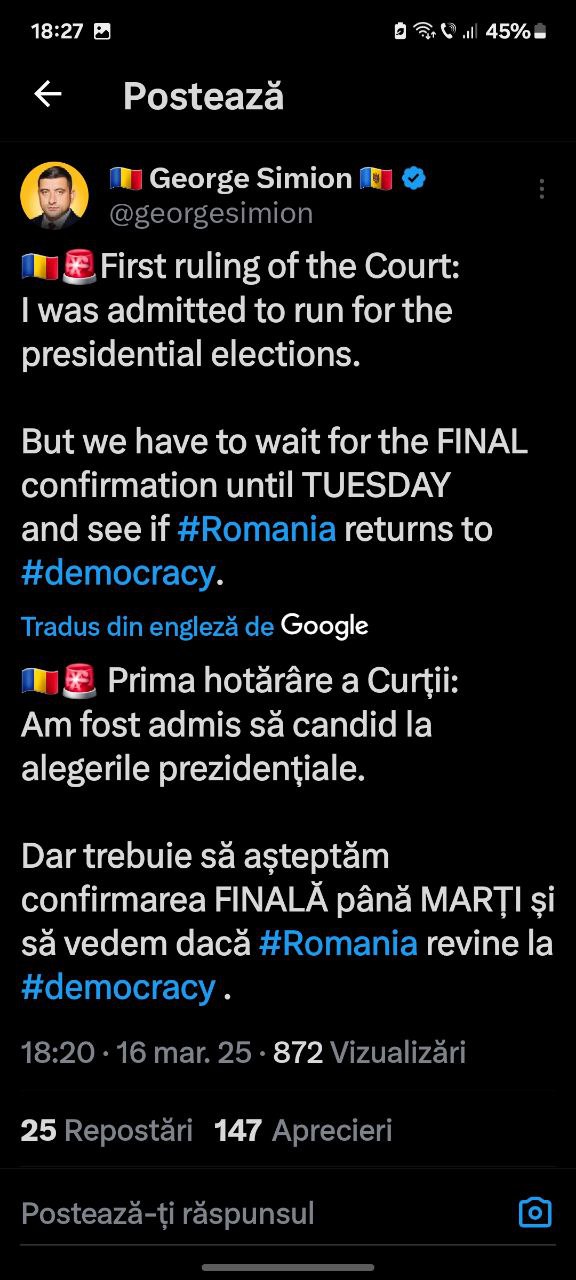 18:27 45%
Postează
🇷🇴 George Simion 🇲🇩
@georgesimion
🇷🇴🚨First ruling of the Court:
I was admitted to run for the
presidential elections.
But we have to wait for the FINAL
confirmation until TUESDAY
and see if #Romania returns to
#democracy.
Tradus din engleză de Google
🇷🇴🚨 Prima hotărâre a Curții:
Am fost admis să candid la
alegerile prezidențiale.
Dar trebuie să așteptăm
confirmarea FINALĂ până MARȚI și
să vedem dacă #Romania revine la
#democracy .
18:20 · 16 mar. 25 · 872 Vizualizări
25 Repostări 147 Aprecieri
Postează-ți răspunsul